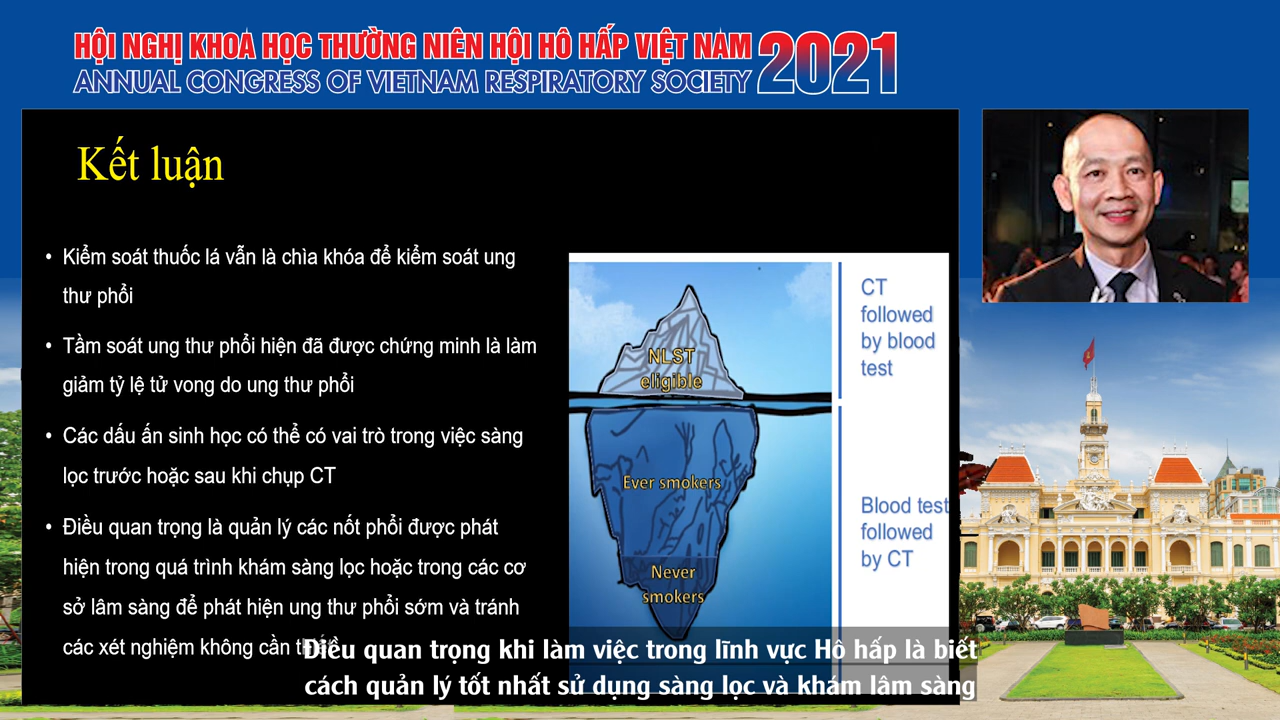 HỘI NGHỊ KHOA HỌC THƯỜNG NIÊN HỘI HÔ HẤP VIỆT NAM 2021
ANNUAL CONGRESS OF VIETNAM RESPIRATORY SOCIETY
Kết luận
• Kiểm soát thuốc lá vẫn là chìa khóa để kiểm soát ung
thư phổi
• Tầm soát ung thư phổi hiện đã được chứng minh là làm
giảm tỷ lệ tử vong do ung thư phổi
• Các dấu ấn sinh học có thể có vai trò trong việc sàng
lọc trước hoặc sau khi chụp CT
• Điều quan trọng là quản lý các nốt phổi được phát
hiện trong quá trình khám sàng lọc hoặc trong các cơ
sở lâm sàng để phát hiện ung thư phổi sớm và tránh
các xét nghiệm không cần
NLST
eligible
Ever smokers
Never
smokers
CT
followed
by blood
test
Blood test
followed
by CT
Điều quan trọng khi làm việc trong lĩnh vực Hô hấp là biết
cách quản lý tốt nhất sử dụng sàng lọc và khám lâm sàng